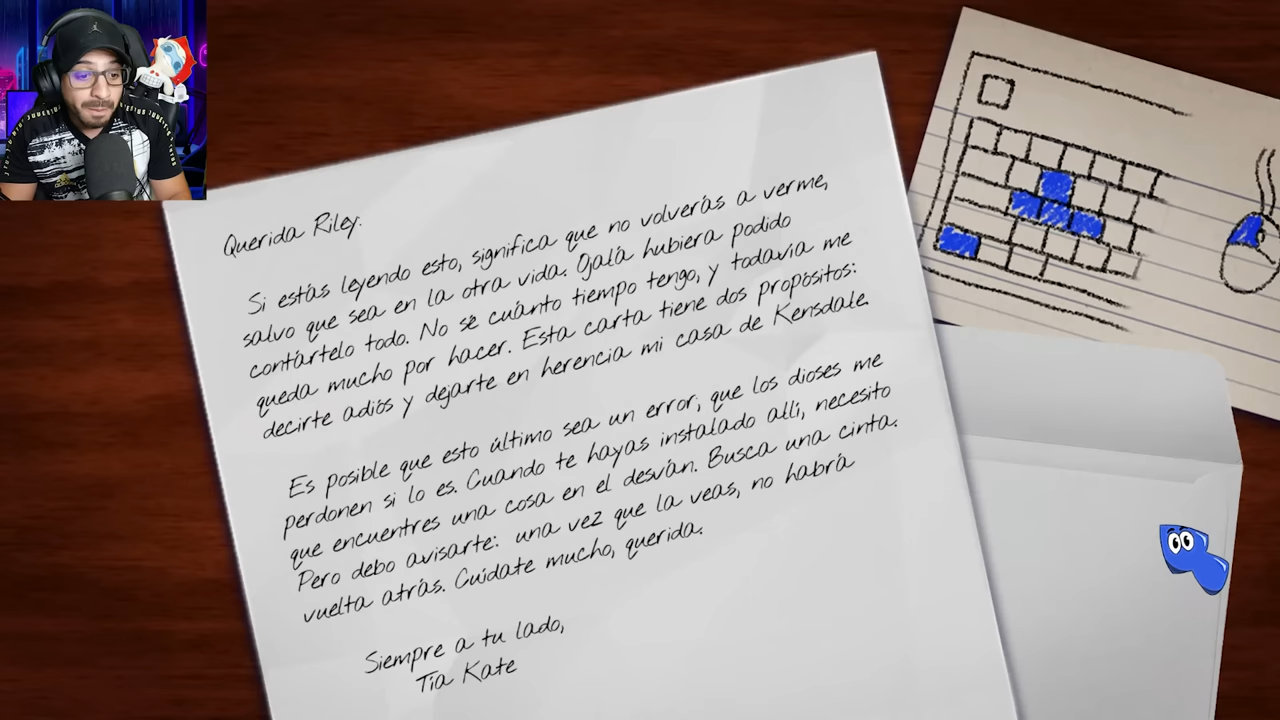 Querida Riley.
Si estás leyendo esto, significa que no volverás a verme,
salvo que sea en la otra vida. Ojalá hubiera podido
contártelo todo. No sé cuánto tiempo tengo, y todavía me
queda mucho por hacer. Esta carta tiene dos propósitos:
decirte adiós y dejarte en herencia mi casa de Kensdale.
Es posible que esto último sea un error, que los dioses me
perdonen si lo es. Cuando te hayas instalado allí, necesito
que encuentres una cosa en el desván. Busca una cinta.
Pero debo avisarte: una vez que la veas, no habrá
vuelta atrás. Cuídate mucho, querida.
Siempre a tu lado,
Tía Kate